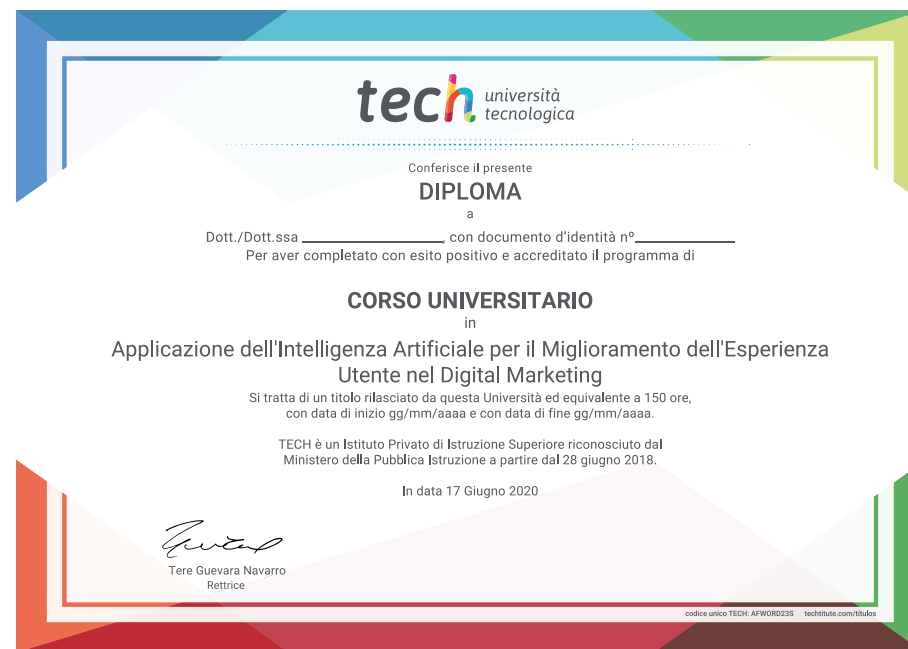 tech università
tecnologica
Conferisce il presente
DIPLOMA
a
Dott./Dott.ssa ____________________, con documento d'identità nº______________
Per aver completato con esito positivo e accreditato il programma di
CORSO UNIVERSITARIO
in
Applicazione dell'Intelligenza Artificiale per il Miglioramento dell'Esperienza
Utente nel Digital Marketing
Si tratta di un titolo rilasciato da questa Università ed equivalente a 150 ore,
con data di inizio gg/mm/aaaa e con data di fine gg/mm/aaaa.
TECH è un Istituto Privato di Istruzione Superiore riconosciuto dal
Ministero della Pubblica Istruzione a partire dal 28 giugno 2018.
In data 17 Giugno 2020
Tere Guevara Navarro
Rettrice
codice unico TECH: AFWORD23S techtitute.com/titulos